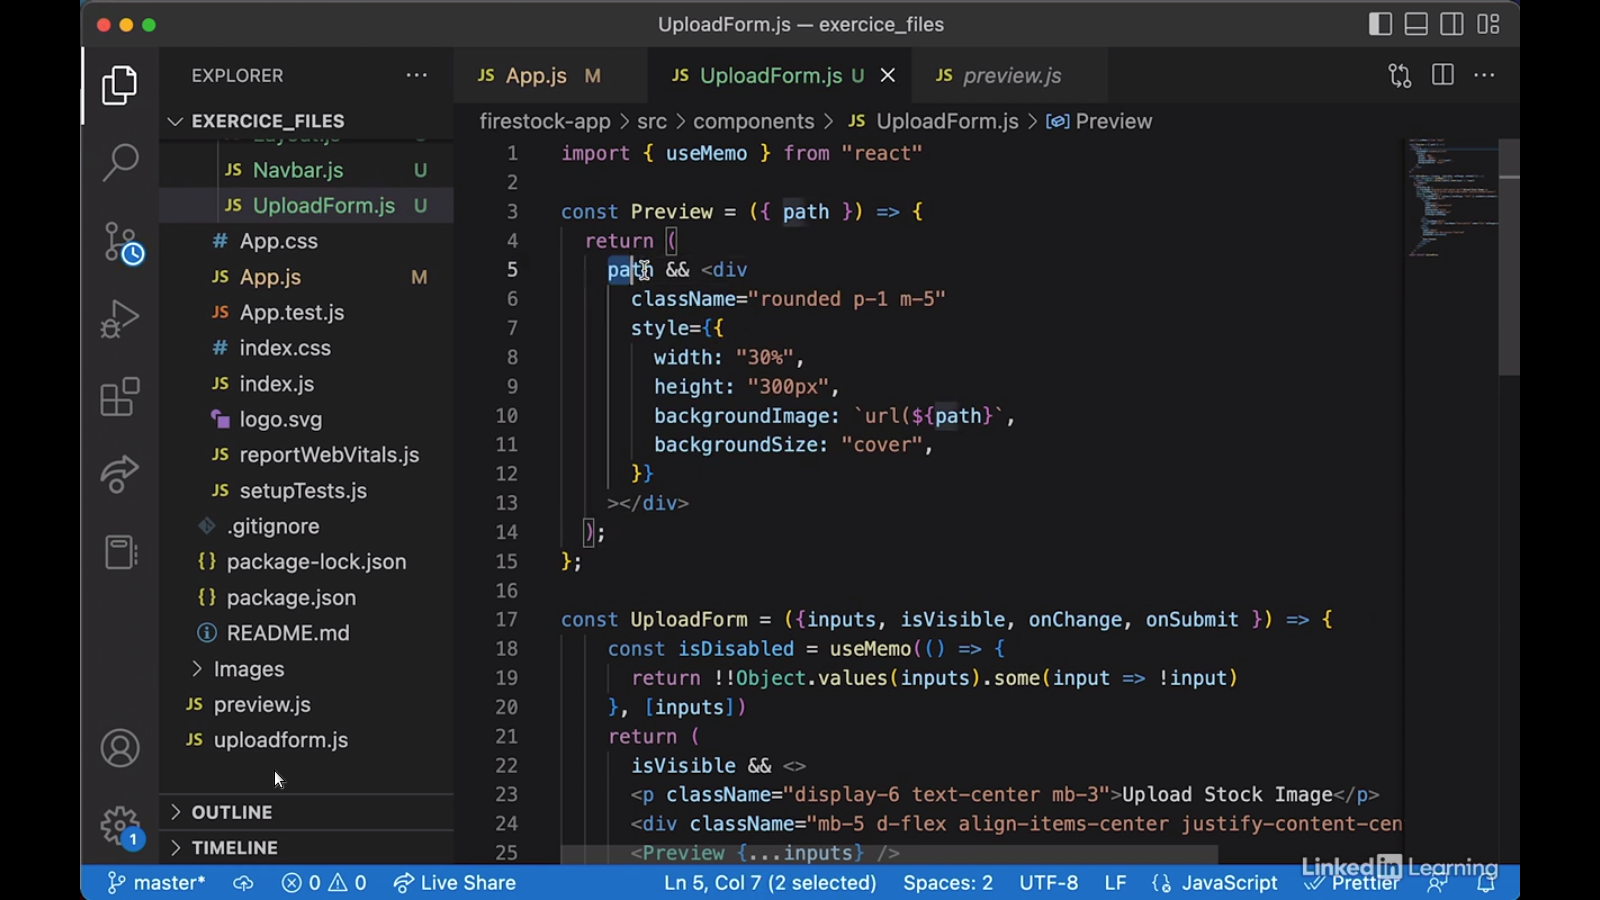 UploadForm.js — exercice_files
EXPLORER
JS App.js M
JS UploadForm.js U
JS preview.js
EXERCICE_FILES
firestock-app > src > components > JS UploadForm.js > Preview
Layout.js
JS Navbar.js U
JS UploadForm.js U
# App.css
JS App.js M
JS App.test.js
# index.css
JS index.js
logo.svg
JS reportWebVitals.js
JS setupTests.js
.gitignore
{} package-lock.json
{} package.json
README.md
Images
JS preview.js
JS uploadform.js
OUTLINE
TIMELINE
1 import { useMemo } from "react"
2
3 const Preview = ({ path }) => {
4 return (
5 path && <div
6 className="rounded p-1 m-5"
7 style={{
8 width: "30%",
9 height: "300px",
10 backgroundImage: `url(${path}`,
11 backgroundSize: "cover",
12 }}
13 ></div>
14 );
15 };
16
17 const UploadForm = ({inputs, isVisible, onChange, onSubmit }) => {
18 const isDisabled = useMemo(() => {
19 return !!Object.values(inputs).some(input => !input)
20 }, [inputs])
21 return (
22 isVisible && <>
23 <p className="display-6 text-center mb-3">Upload Stock Image</p>
24 <div className="mb-5 d-flex align-items-center justify-content-cen
25 <Preview {...inputs} />
1
master* 0 0 Live Share Ln 5, Col 7 (2 selected) Spaces: 2 UTF-8 LF {} JavaScript Prettier
LinkedIn Learning